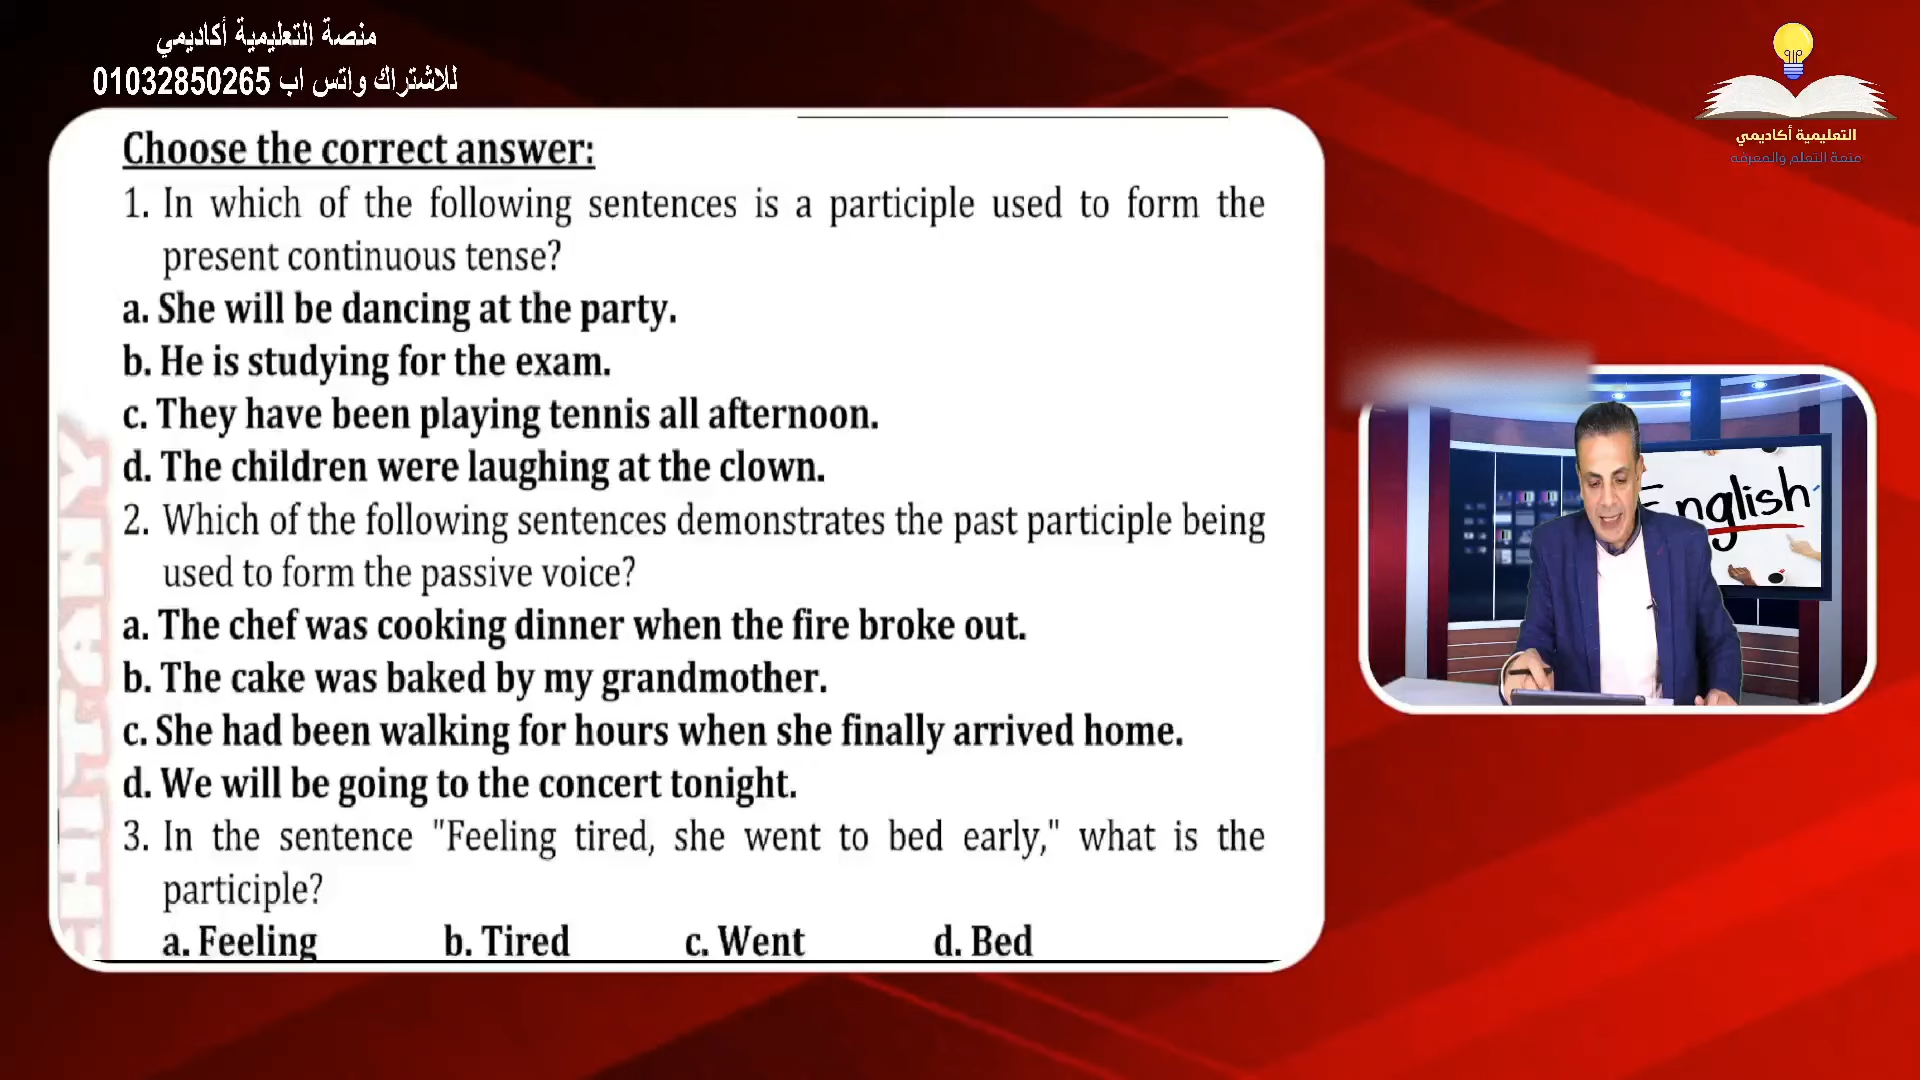 منصة التعليمية أكاديمي
للاشتراك واتس اب 01032850265
التعليمية أكاديمي
متعة التعلم والمعرفة
Choose the correct answer:
1. In which of the following sentences is a participle used to form the
present continuous tense?
a. She will be dancing at the party.
b. He is studying for the exam.
c. They have been playing tennis all afternoon.
d. The children were laughing at the clown.
2. Which of the following sentences demonstrates the past participle being
used to form the passive voice?
a. The chef was cooking dinner when the fire broke out.
b. The cake was baked by my grandmother.
c. She had been walking for hours when she finally arrived home.
d. We will be going to the concert tonight.
3. In the sentence "Feeling tired, she went to bed early," what is the
participle?
a. Feeling b. Tired c. Went d. Bed
English